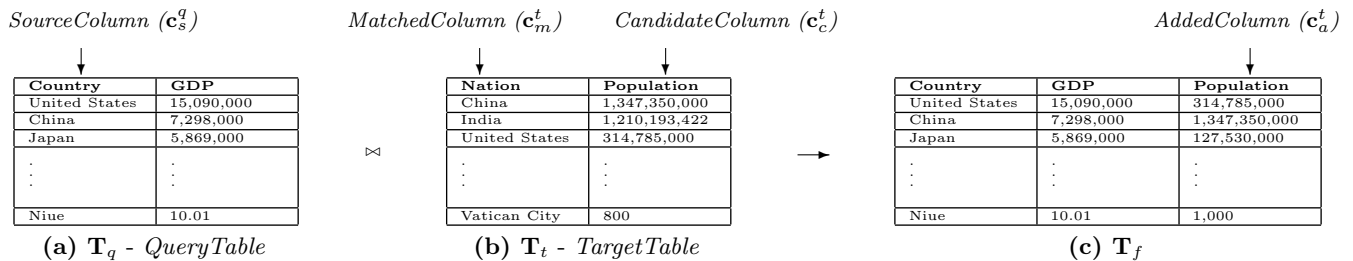 SourceColumn (c_s^q) MatchedColumn (c_m^t) CandidateColumn (c_c^t) AddedColumn (c_a^t)
Country GDP Nation Population Country GDP Population
United States 15,090,000 China 1,347,350,000 United States 15,090,000 314,785,000
China 7,298,000 India 1,210,193,422 China 7,298,000 1,347,350,000
Japan 5,869,000 United States 314,785,000 Japan 5,869,000 127,530,000
. . . . . . .
. . ⋈ . . → . . .
. . . . . . .
Niue 10.01 Vatican City 800 Niue 10.01 1,000
(a) T_q - QueryTable (b) T_t - TargetTable (c) T_f